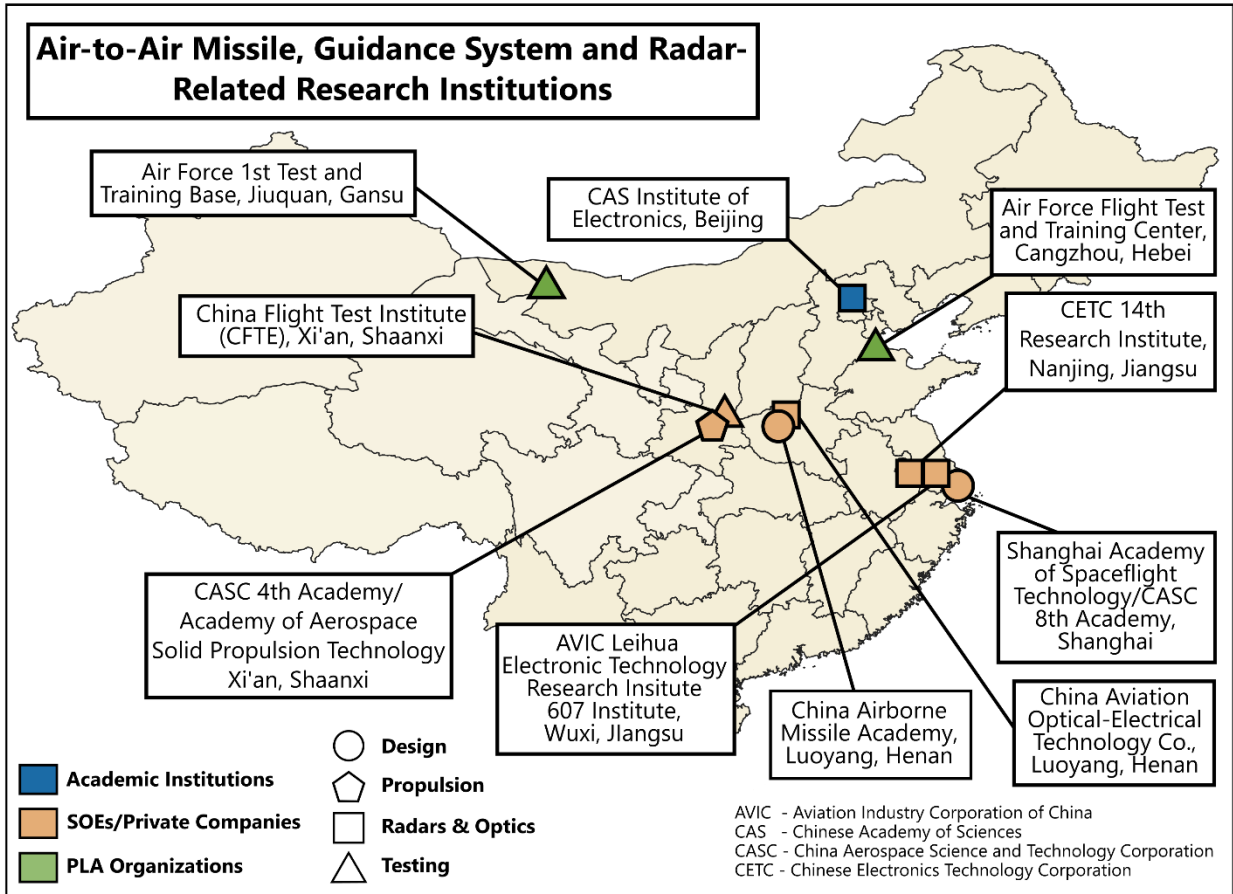 Air-to-Air Missile, Guidance System and Radar-
Related Research Institutions
Air Force 1st Test and
Training Base, Jiuquan, Gansu
CAS Institute of
Electronics, Beijing
Air Force Flight Test
and Training Center,
Cangzhou, Hebei
China Flight Test Institute
(CFTE), Xi'an, Shaanxi
CETC 14th
Research Institute,
Nanjing, Jiangsu
CASC 4th Academy/
Academy of Aerospace
Solid Propulsion Technology
Xi'an, Shaanxi
AVIC Leihua
Electronic Technology
Research Insitute
607 Institute,
Wuxi, JIangsu
China Airborne
Missile Academy,
Luoyang, Henan
Shanghai Academy
of Spaceflight
Technology/CASC
8th Academy,
Shanghai
China Aviation
Optical-Electrical
Technology Co.,
Luoyang, Henan
Academic Institutions
SOEs/Private Companies
PLA Organizations
Design
Propulsion
Radars & Optics
Testing
AVIC - Aviation Industry Corporation of China
CAS - Chinese Academy of Sciences
CASC - China Aerospace Science and Technology Corporation
CETC - Chinese Electronics Technology Corporation